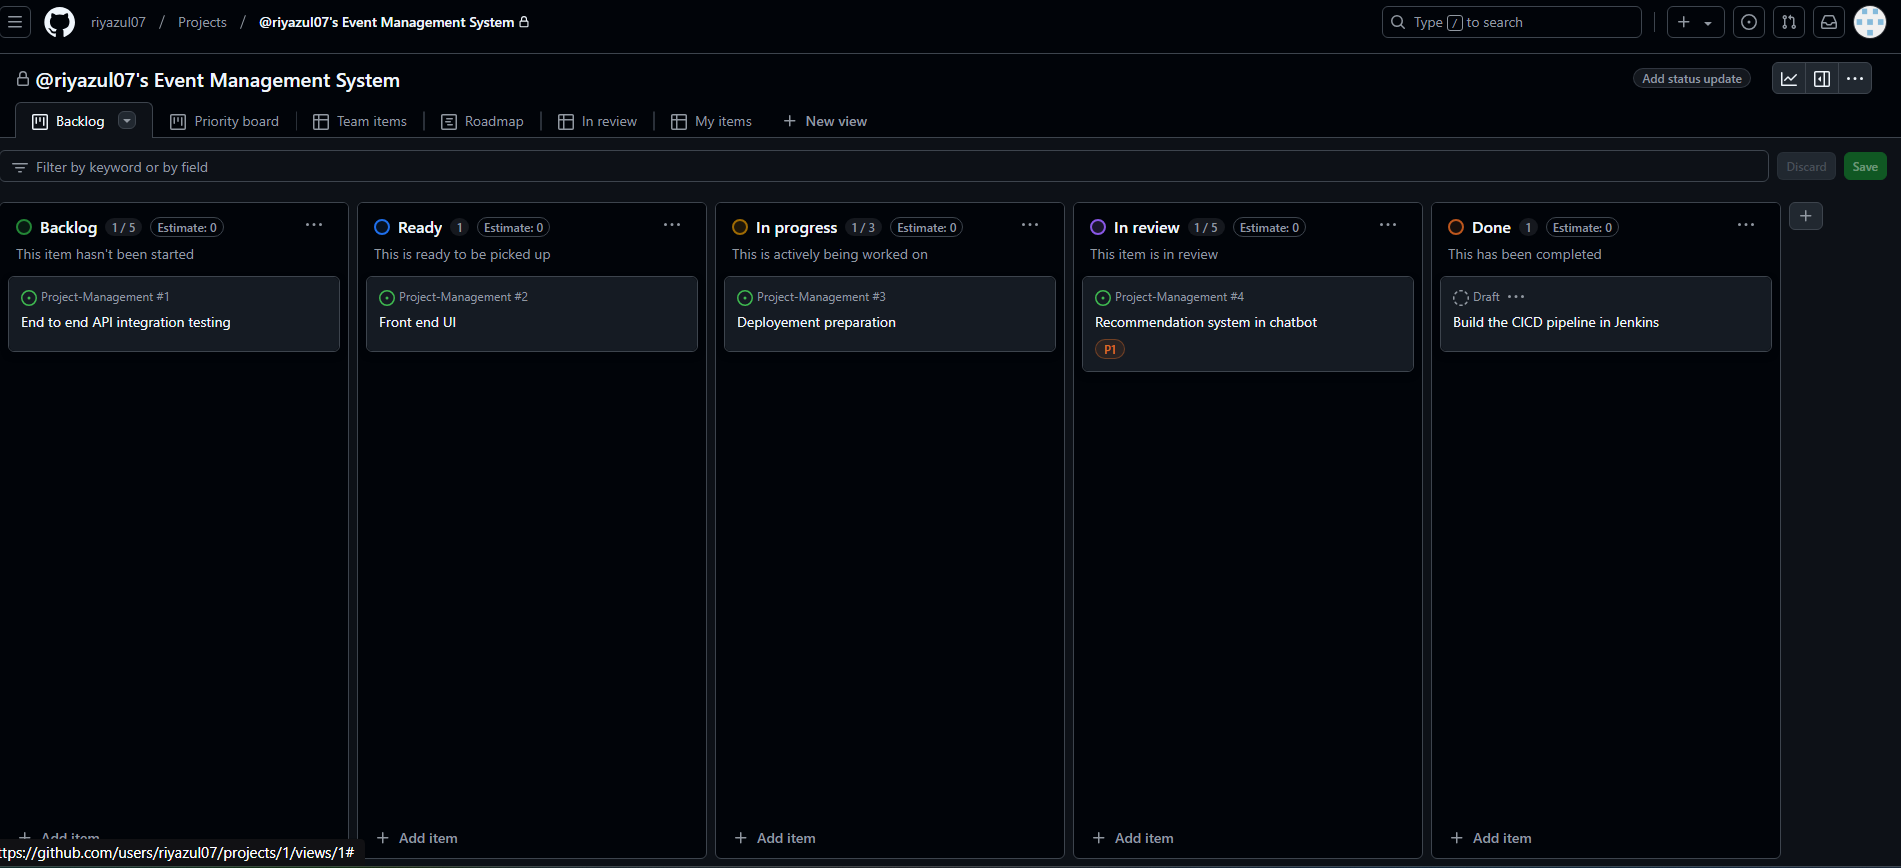 riyazul07 / Projects / @riyazul07's Event Management System
Type / to search
@riyazul07's Event Management System
Add status update
Backlog
Priority board
Team items
Roadmap
In review
My items
New view
Filter by keyword or by field
Discard
Save
Backlog 1 / 5 Estimate: 0
This item hasn't been started
Project-Management #1
End to end API integration testing
Add item
Ready 1 Estimate: 0
This is ready to be picked up
Project-Management #2
Front end UI
Add item
In progress 1 / 3 Estimate: 0
This is actively being worked on
Project-Management #3
Deployement preparation
Add item
In review 1 / 5 Estimate: 0
This item is in review
Project-Management #4
Recommendation system in chatbot
P1
Add item
Done 1 Estimate: 0
This has been completed
Draft
Build the CICD pipeline in Jenkins
Add item
ttps://github.com/users/riyazul07/projects/1/views/1#